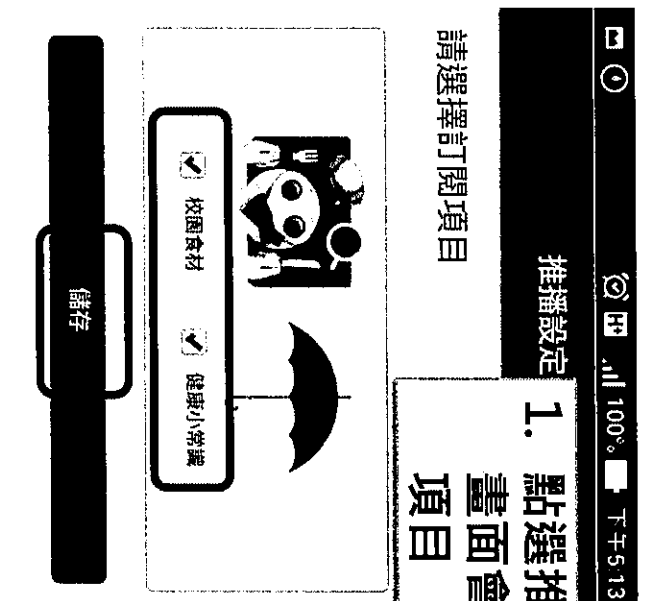 100% 下午5:13
推播設定
請選擇訂閱項目
校園食材
健康小常識
儲存
1. 點選推
畫面會
項目